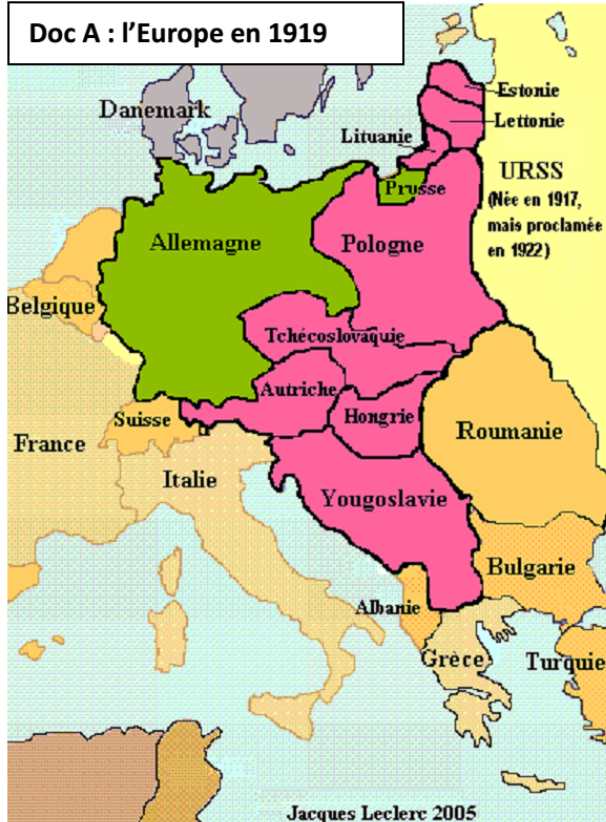 Doc A : l’Europe en 1919
Danemark
Estonie
Lettonie
Lituanie
URSS
(Née en 1917,
mais proclamée
en 1922)
Prusse
Allemagne
Pologne
Belgique
Tchécoslovaquie
Autriche
Suisse
Hongrie
Roumanie
France
Italie
Yougoslavie
Bulgarie
Albanie
Grèce
Turquie
Jacques Leclerc 2005